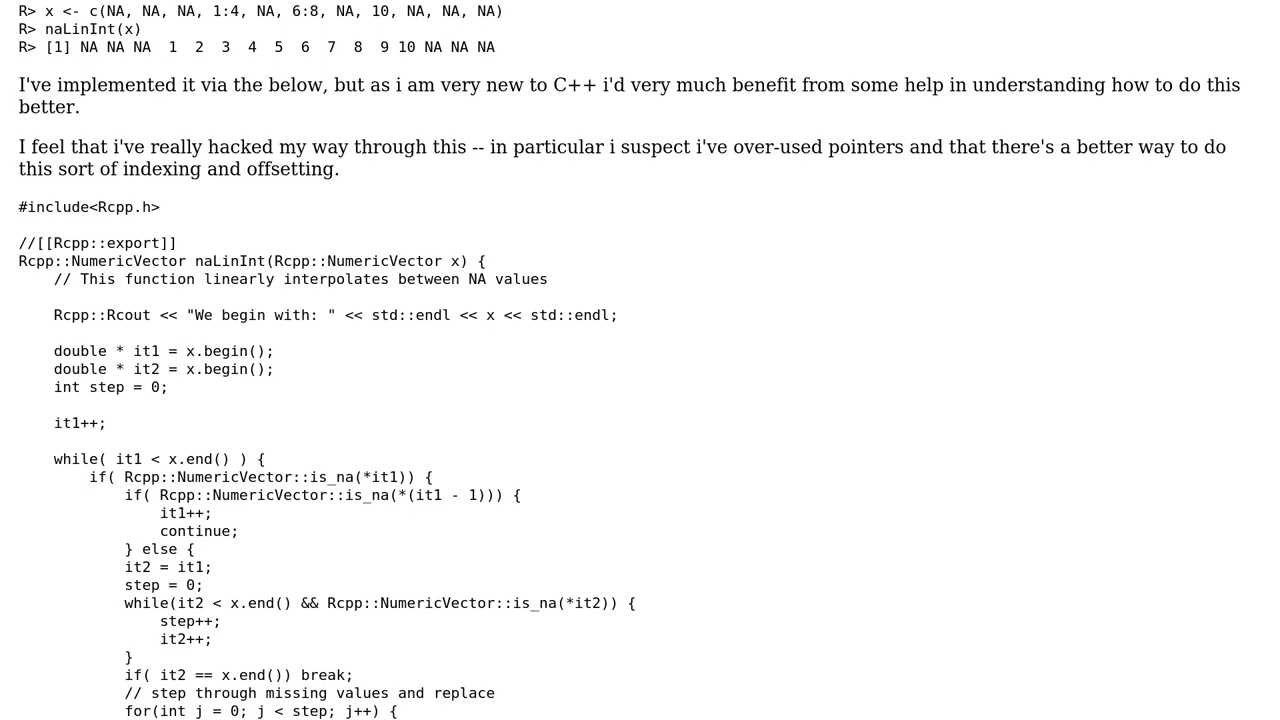 R> x <- c(NA, NA, NA, 1:4, NA, 6:8, NA, 10, NA, NA, NA)
R> naLinInt(x)
R> [1] NA NA NA  1  2  3  4  5  6  7  8  9 10 NA NA NA
I've implemented it via the below, but as i am very new to C++ i'd very much benefit from some help in understanding how to do this
better.
I feel that i've really hacked my way through this -- in particular i suspect i've over-used pointers and that there's a better way to do
this sort of indexing and offsetting.
#include<Rcpp.h>
//[[Rcpp::export]]
Rcpp::NumericVector naLinInt(Rcpp::NumericVector x) {
    // This function linearly interpolates between NA values
    Rcpp::Rcout << "We begin with: " << std::endl << x << std::endl;
    double * it1 = x.begin();
    double * it2 = x.begin();
    int step = 0;
    it1++;
    while( it1 < x.end() ) {
        if( Rcpp::NumericVector::is_na(*it1)) {
            if( Rcpp::NumericVector::is_na(*(it1 - 1))) {
                it1++;
                continue;
            } else {
            it2 = it1;
            step = 0;
            while(it2 < x.end() && Rcpp::NumericVector::is_na(*it2)) {
                step++;
                it2++;
            }
            if( it2 == x.end()) break;
            // step through missing values and replace
            for(int j = 0; j < step; j++) {